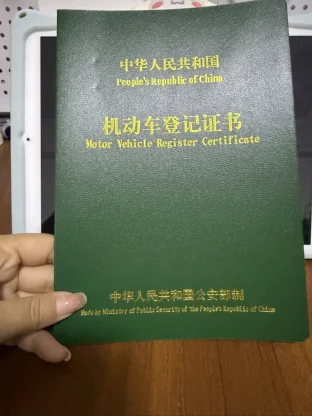 中华人民共和国
People's Republic of China
机动车登记证书
Motor Vehicle Register Certificate
中华人民共和国公安部制
Made by Ministry of Public Security of the People's Republic of China